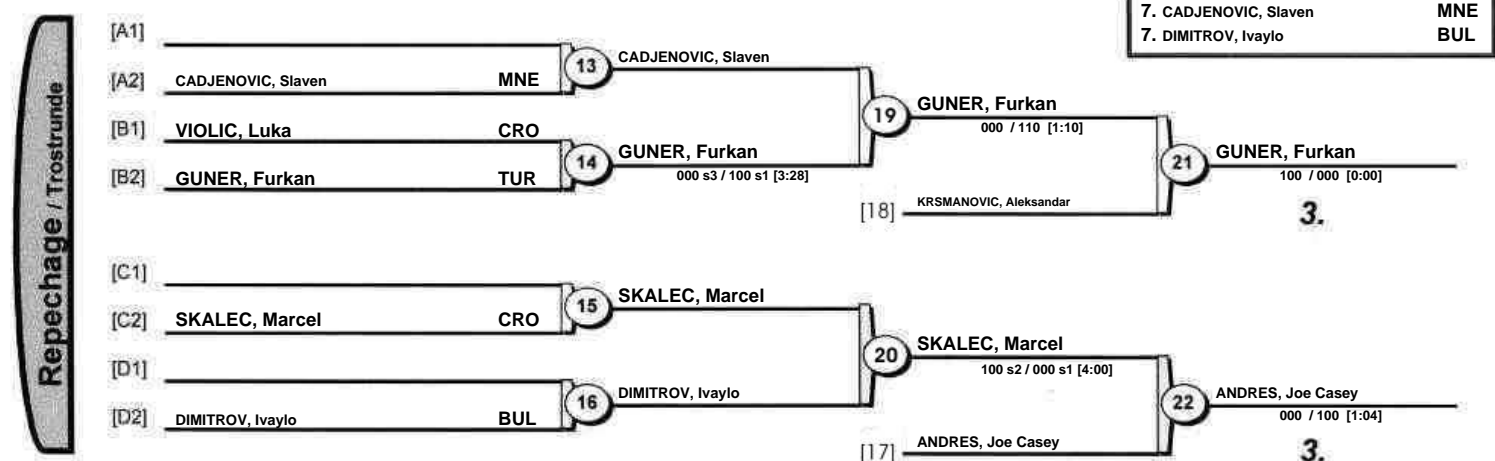 7. CADJENOVIC, Slaven MNE
7. DIMITROV, Ivaylo BUL
Repechage / Trostrunde
[A1]
[A2] CADJENOVIC, Slaven MNE
13 CADJENOVIC, Slaven
[B1] VIOLIC, Luka CRO
[B2] GUNER, Furkan TUR
14 GUNER, Furkan
000 s3 / 100 s1 [3:28]
19 GUNER, Furkan
000 / 110 [1:10]
[18] KRSMANOVIC, Aleksandar
21 GUNER, Furkan
100 / 000 [0:00]
3.
[C1]
[C2] SKALEC, Marcel CRO
15 SKALEC, Marcel
[D1]
[D2] DIMITROV, Ivaylo BUL
16 DIMITROV, Ivaylo
20 SKALEC, Marcel
100 s2 / 000 s1 [4:00]
[17] ANDRES, Joe Casey
22 ANDRES, Joe Casey
000 / 100 [1:04]
3.